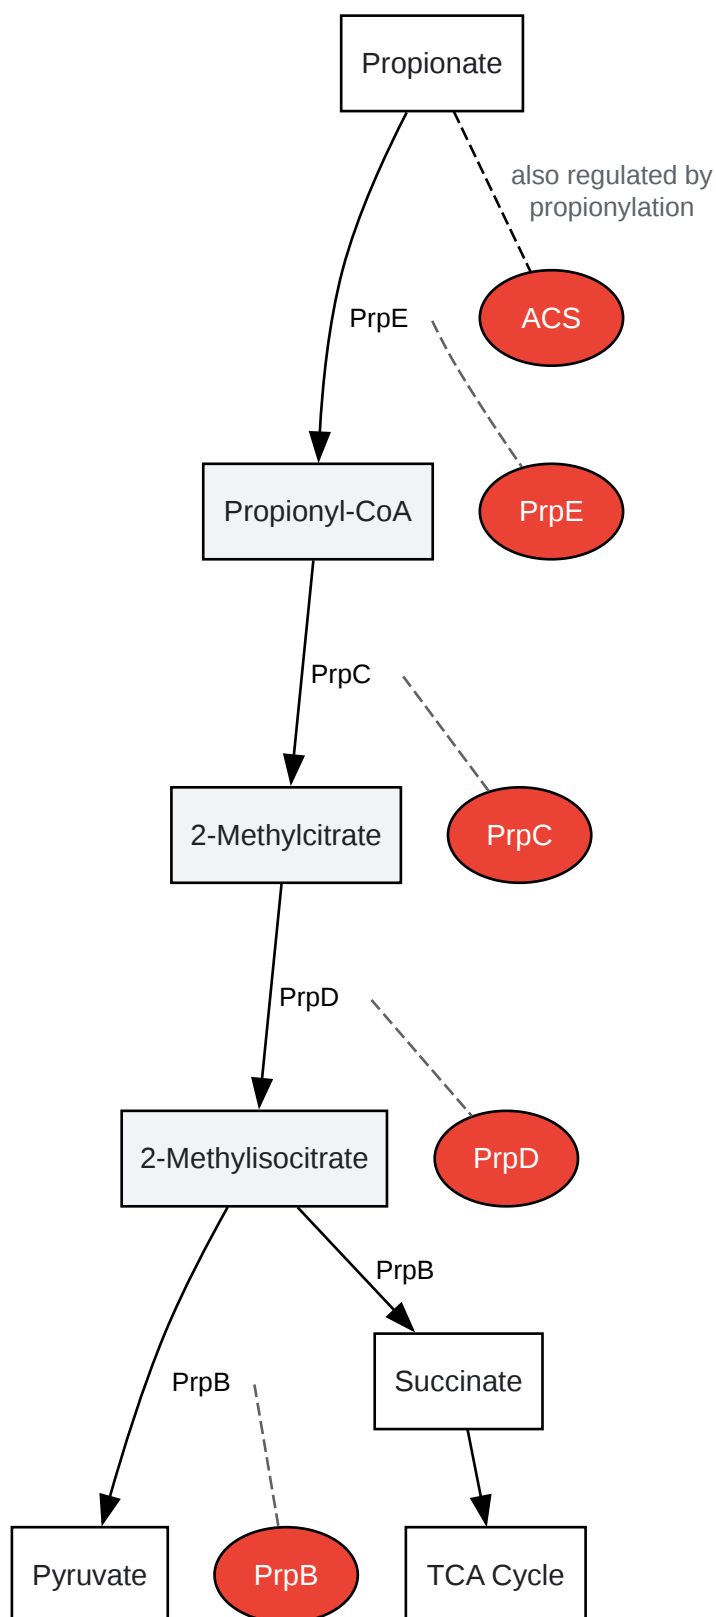 Propionate
also regulated by
propionylation
PrpE
ACS
Propionyl-CoA
PrpE
PrpC
2-Methylcitrate
PrpC
PrpD
2-Methylisocitrate
PrpD
PrpB
PrpB
Succinate
Pyruvate
PrpB
TCA Cycle